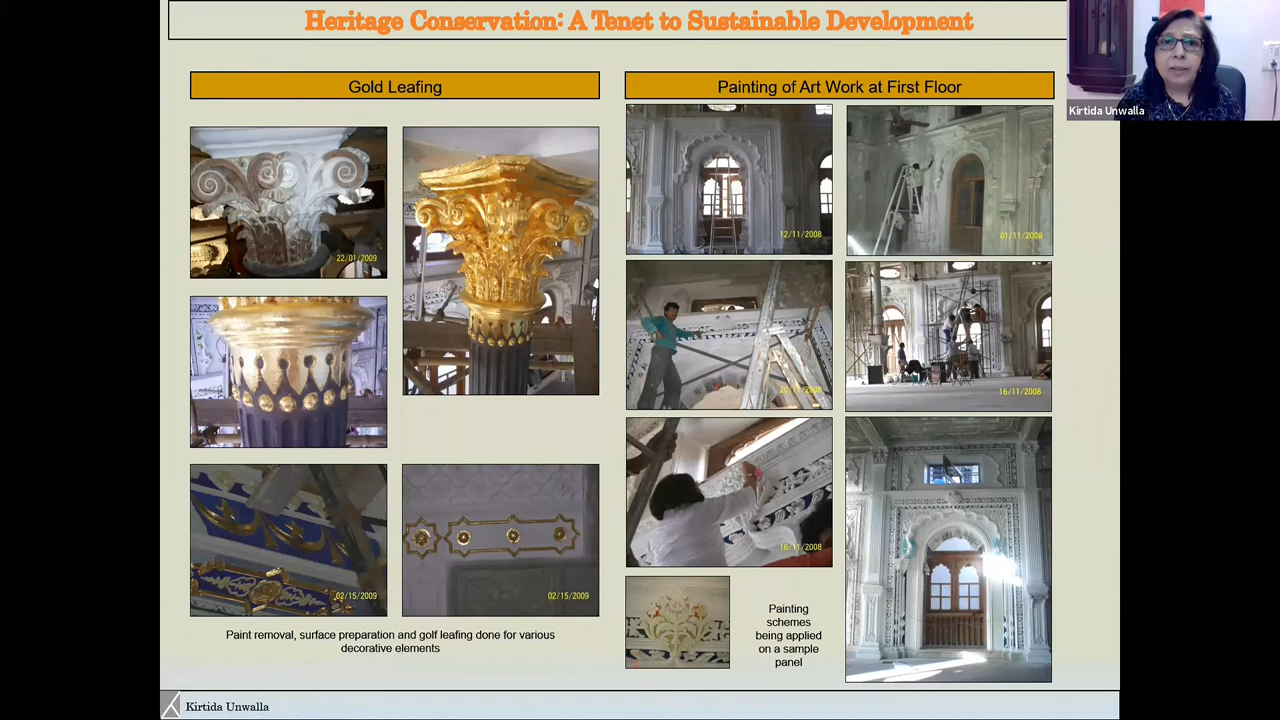 Heritage Conservation: A Tenet to Sustainable Development
Kirtida Unwalla
Gold Leafing
Painting of Art Work at First Floor
22/01/2009
12/11/2008
01/11/2008
16/11/2008
16/11/2008
02/15/2009
02/15/2009
Paint removal, surface preparation and golf leafing done for various
decorative elements
Painting
schemes
being applied
on a sample
panel
Kirtida Unwalla